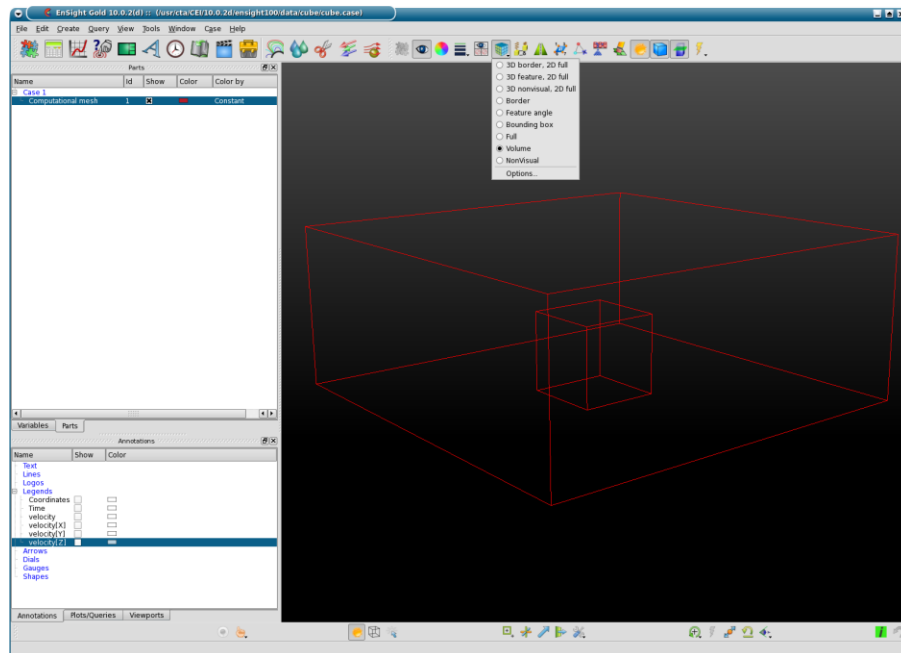 EnSight Gold 10.0.2(d) :: (/usr/cta/CEI/10.0.2d/ensight100/data/cube/cube.case)
File Edit Create Query View Tools Window Case Help
Parts
Name Id Show Color Color by
Case 1
Computational mesh 1 Constant
3D border, 2D full
3D feature, 2D full
3D nonvisual, 2D full
Border
Feature angle
Bounding box
Full
Volume
NonVisual
Options...
Variables Parts
Annotations
Name Show Color
Text
Lines
Logos
Legends
Coordinates
Time
velocity
velocity[X]
velocity[Y]
velocity[Z]
Arrows
Dials
Gauges
Shapes
Annotations Plots/Queries Viewports